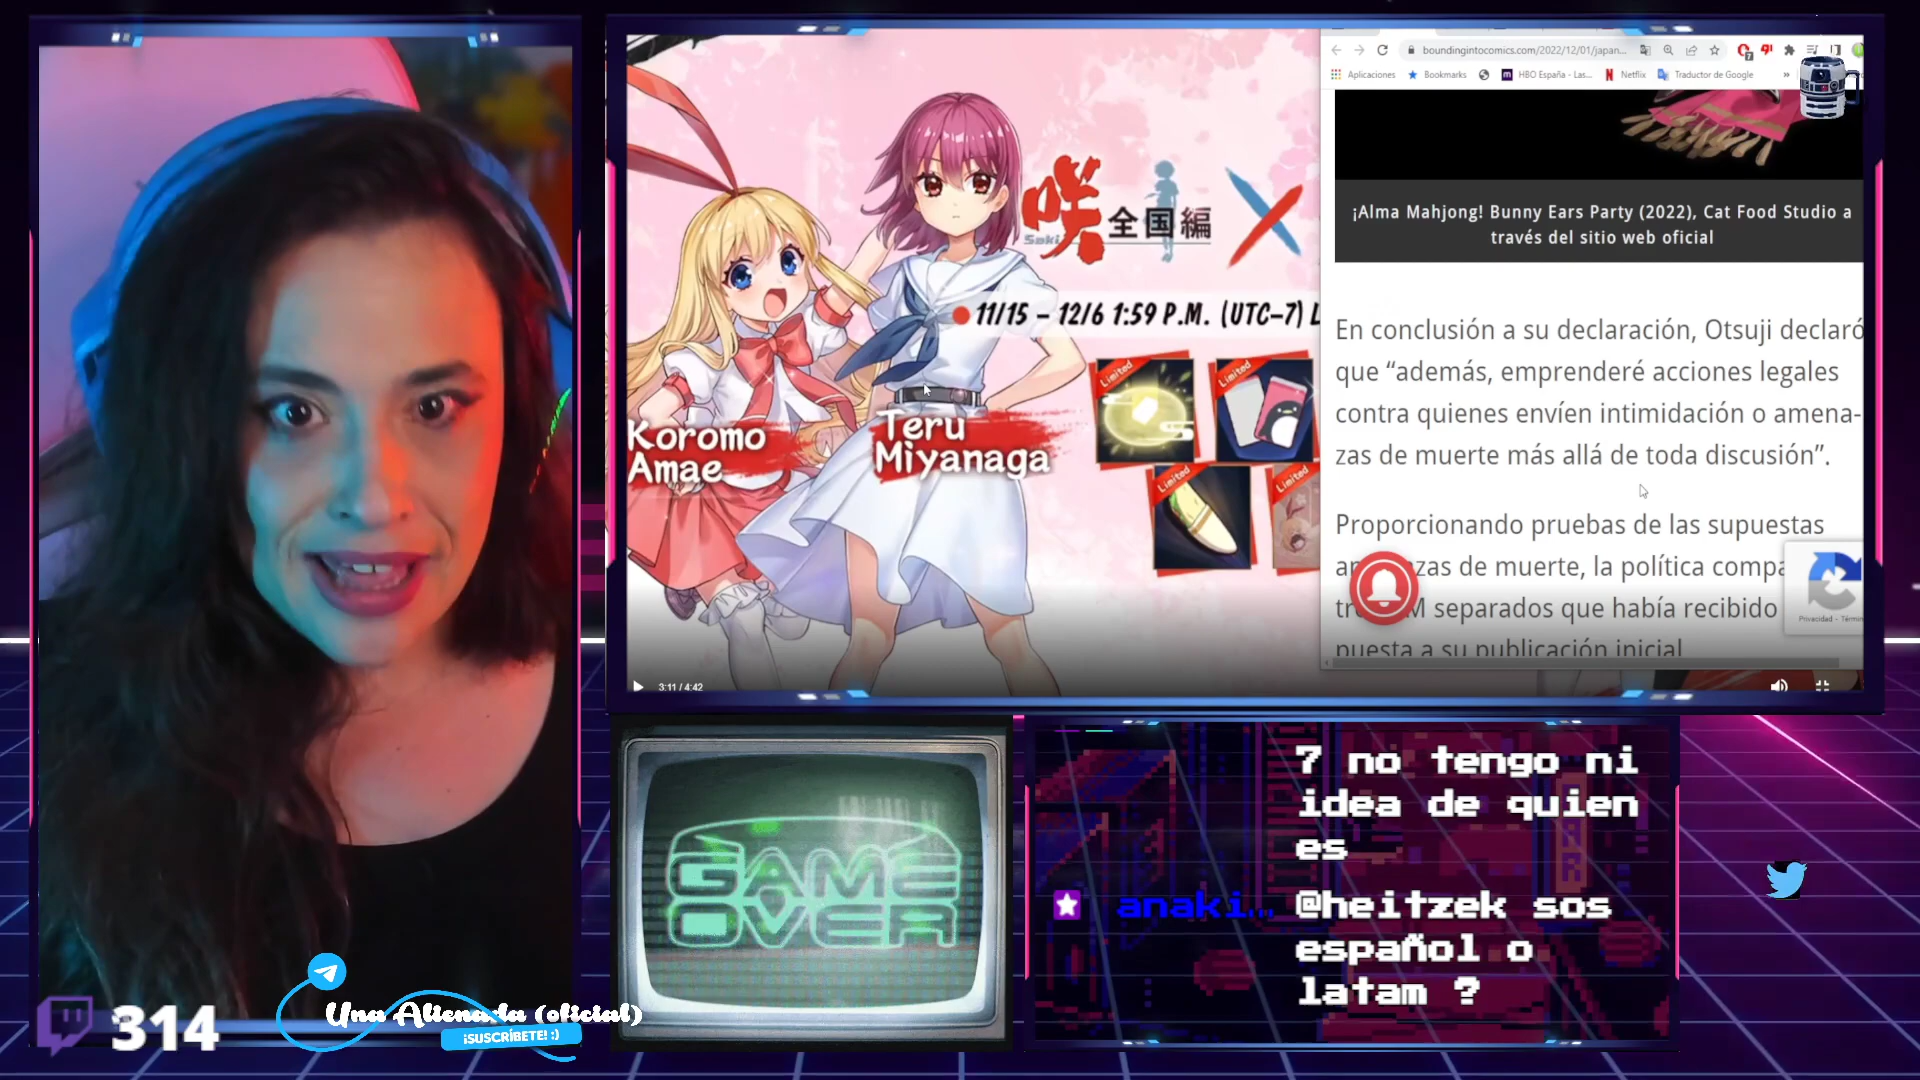 咲
Saki
全国編
11/15 – 12/6 1:59 P.M. (UTC–7)
Limited
Limited
Limited
Limited
Koromo
Amae
Teru
Miyanaga
3:11 / 4:42
boundingintocomics.com/2022/12/01/japan...
Aplicaciones
Bookmarks
HBO España - Las...
Netflix
Traductor de Google
»
¡Alma Mahjong! Bunny Ears Party (2022), Cat Food Studio a
través del sitio web oficial
En conclusión a su declaración, Otsuji declaró
que “además, emprenderé acciones legales
contra quienes envíen intimidación o amena-
zas de muerte más allá de toda discusión”.
Proporcionando pruebas de las supuestas
zas de muerte, la política
separados que había recibido
puesta a su publicación inicial
GAME
OVER
7 no tengo ni
idea de quien
es
anaki...
@heitzek sos
español o
latam ?
314
Una Alienada (oficial)
¡SUSCRÍBETE! :)